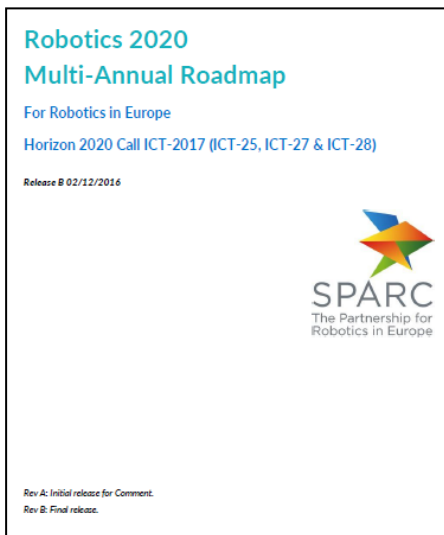 Robotics 2020
Multi-Annual Roadmap
For Robotics in Europe
Horizon 2020 Call ICT-2017 (ICT-25, ICT-27 & ICT-28)
Release B 02/12/2016
SPARC
The Partnership for
Robotics in Europe
Rev A: Initial release for Comment.
Rev B: Final release.